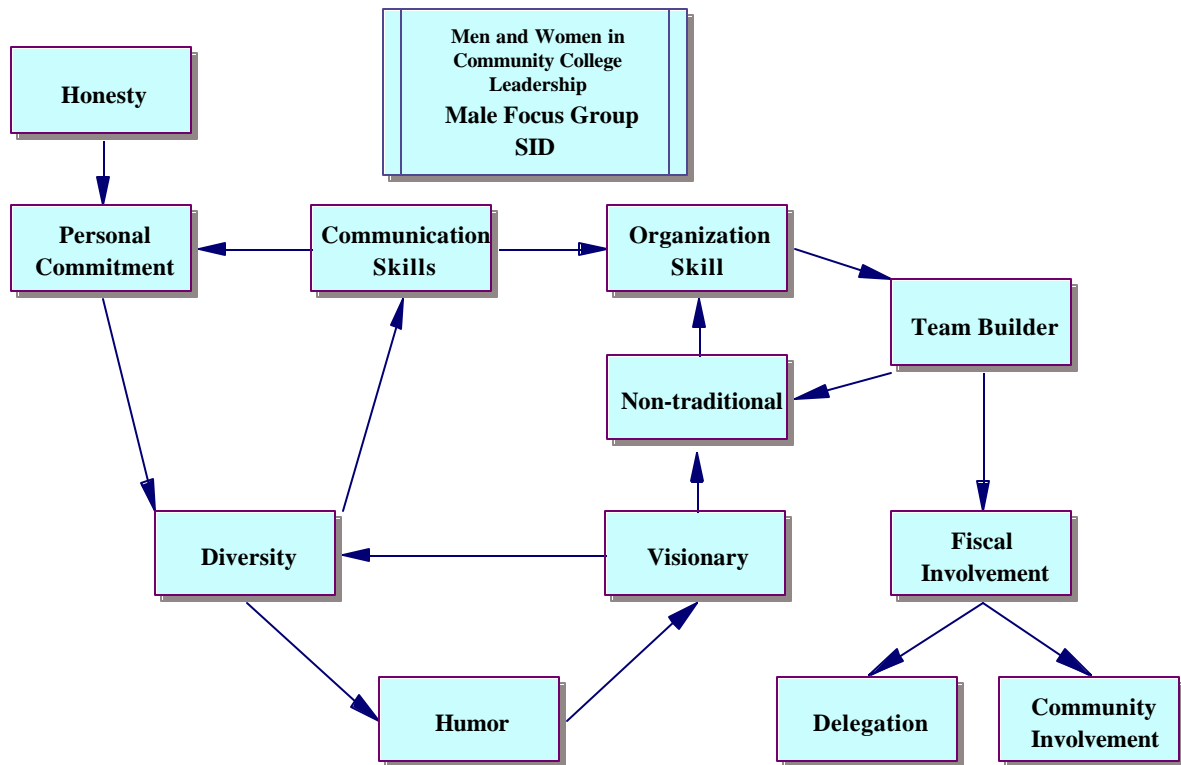 Men and Women in
Community College
Leadership
Male Focus Group
SID
Honesty
Personal
Commitment
Communication
Skills
Organization
Skill
Team Builder
Non-traditional
Diversity
Visionary
Fiscal
Involvement
Humor
Delegation
Community
Involvement